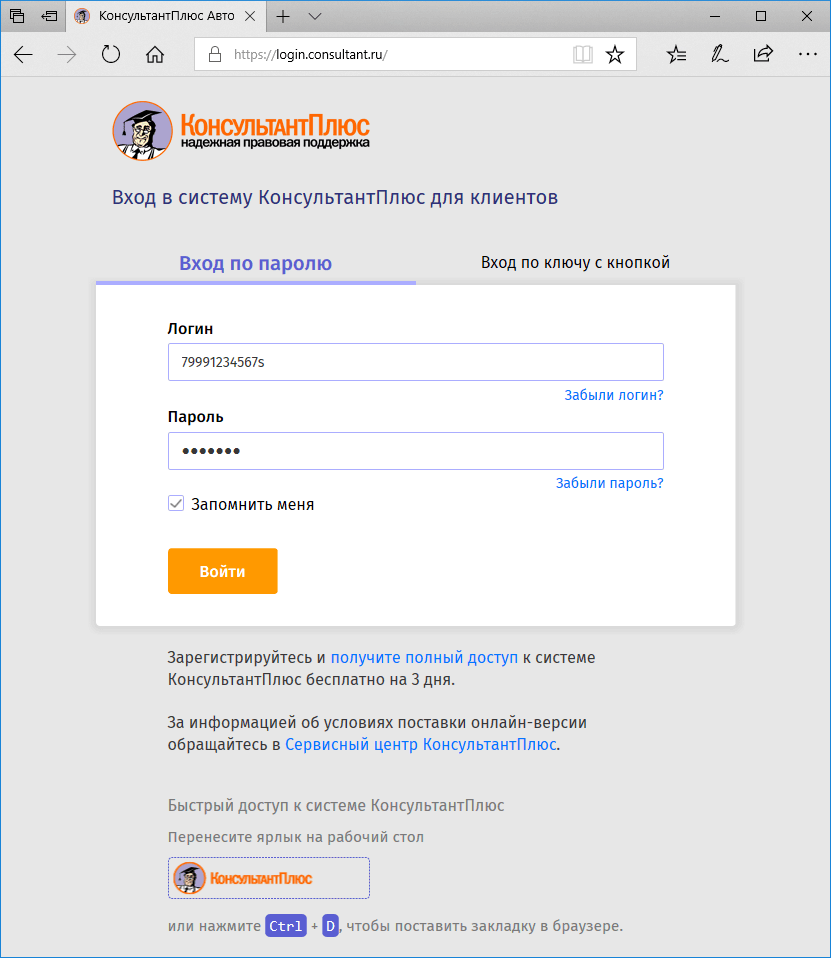 КонсультантПлюс Авто
https://login.consultant.ru/
КонсультантПлюс
надежная правовая поддержка
Вход в систему КонсультантПлюс для клиентов
Вход по паролю Вход по ключу с кнопкой
Логин
79991234567s
Забыли логин?
Пароль
•••••••
Забыли пароль?
Запомнить меня
Войти
Зарегистрируйтесь и получите полный доступ к системе
КонсультантПлюс бесплатно на 3 дня.
За информацией об условиях поставки онлайн-версии
обращайтесь в Сервисный центр КонсультантПлюс.
Быстрый доступ к системе КонсультантПлюс
Перенесите ярлык на рабочий стол
КонсультантПлюс
или нажмите Ctrl + D, чтобы поставить закладку в браузере.